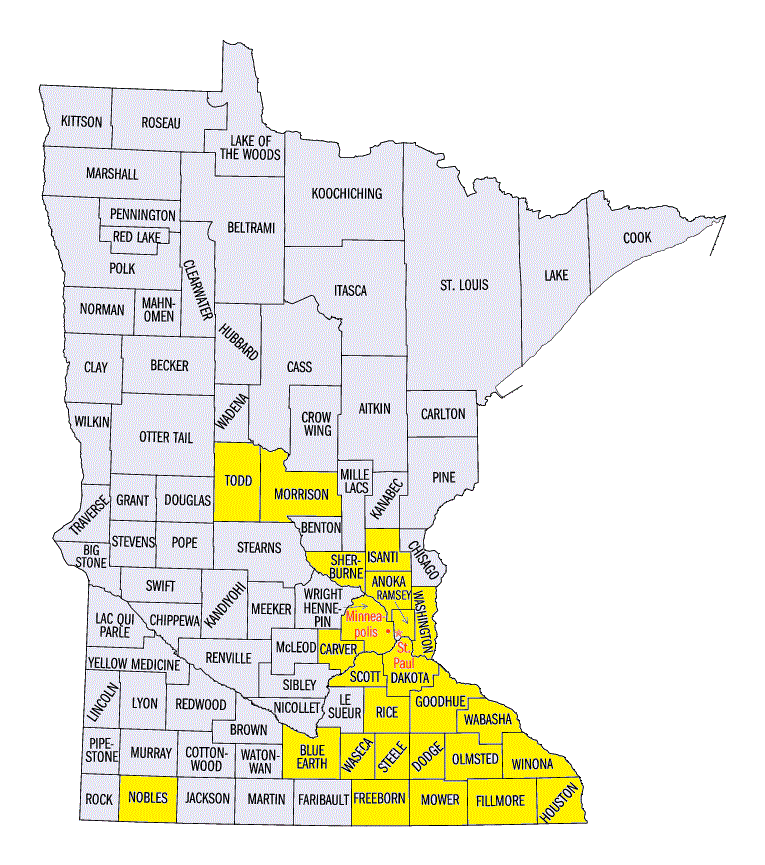 KITTSON
ROSEAU
LAKE OF
THE WOODS
MARSHALL
KOOCHICHING
PENNINGTON
BELTRAMI
RED LAKE
COOK
POLK
CLEARWATER
ST. LOUIS
LAKE
ITASCA
NORMAN
MAHN-
OMEN
HUBBARD
CLAY
BECKER
CASS
WADENA
AITKIN
CARLTON
WILKIN
CROW
WING
OTTER TAIL
TODD
MORRISON
MILLE
LACS
KANABEC
PINE
TRAVERSE
GRANT
DOUGLAS
BENTON
STEVENS
POPE
STEARNS
BIG
STONE
SHER-
BURNE
ISANTI
CHISAGO
SWIFT
KANDIYOHI
MEEKER
WRIGHT
HENNE-
PIN
ANOKA
RAMSEY
WASHINGTON
LAC QUI
PARLE
CHIPPEWA
Minnea-
polis
St.
Paul
McLEOD
CARVER
RENVILLE
YELLOW MEDICINE
SCOTT
DAKOTA
SIBLEY
LINCOLN
LYON
REDWOOD
NICOLLET
LE
SUEUR
RICE
GOODHUE
WABASHA
BROWN
PIPE-
STONE
MURRAY
COTTON-
WOOD
WATON-
WAN
BLUE
EARTH
WASECA
STEELE
DODGE
OLMSTED
WINONA
ROCK
NOBLES
JACKSON
MARTIN
FARIBAULT
FREEBORN
MOWER
FILLMORE
HOUSTON